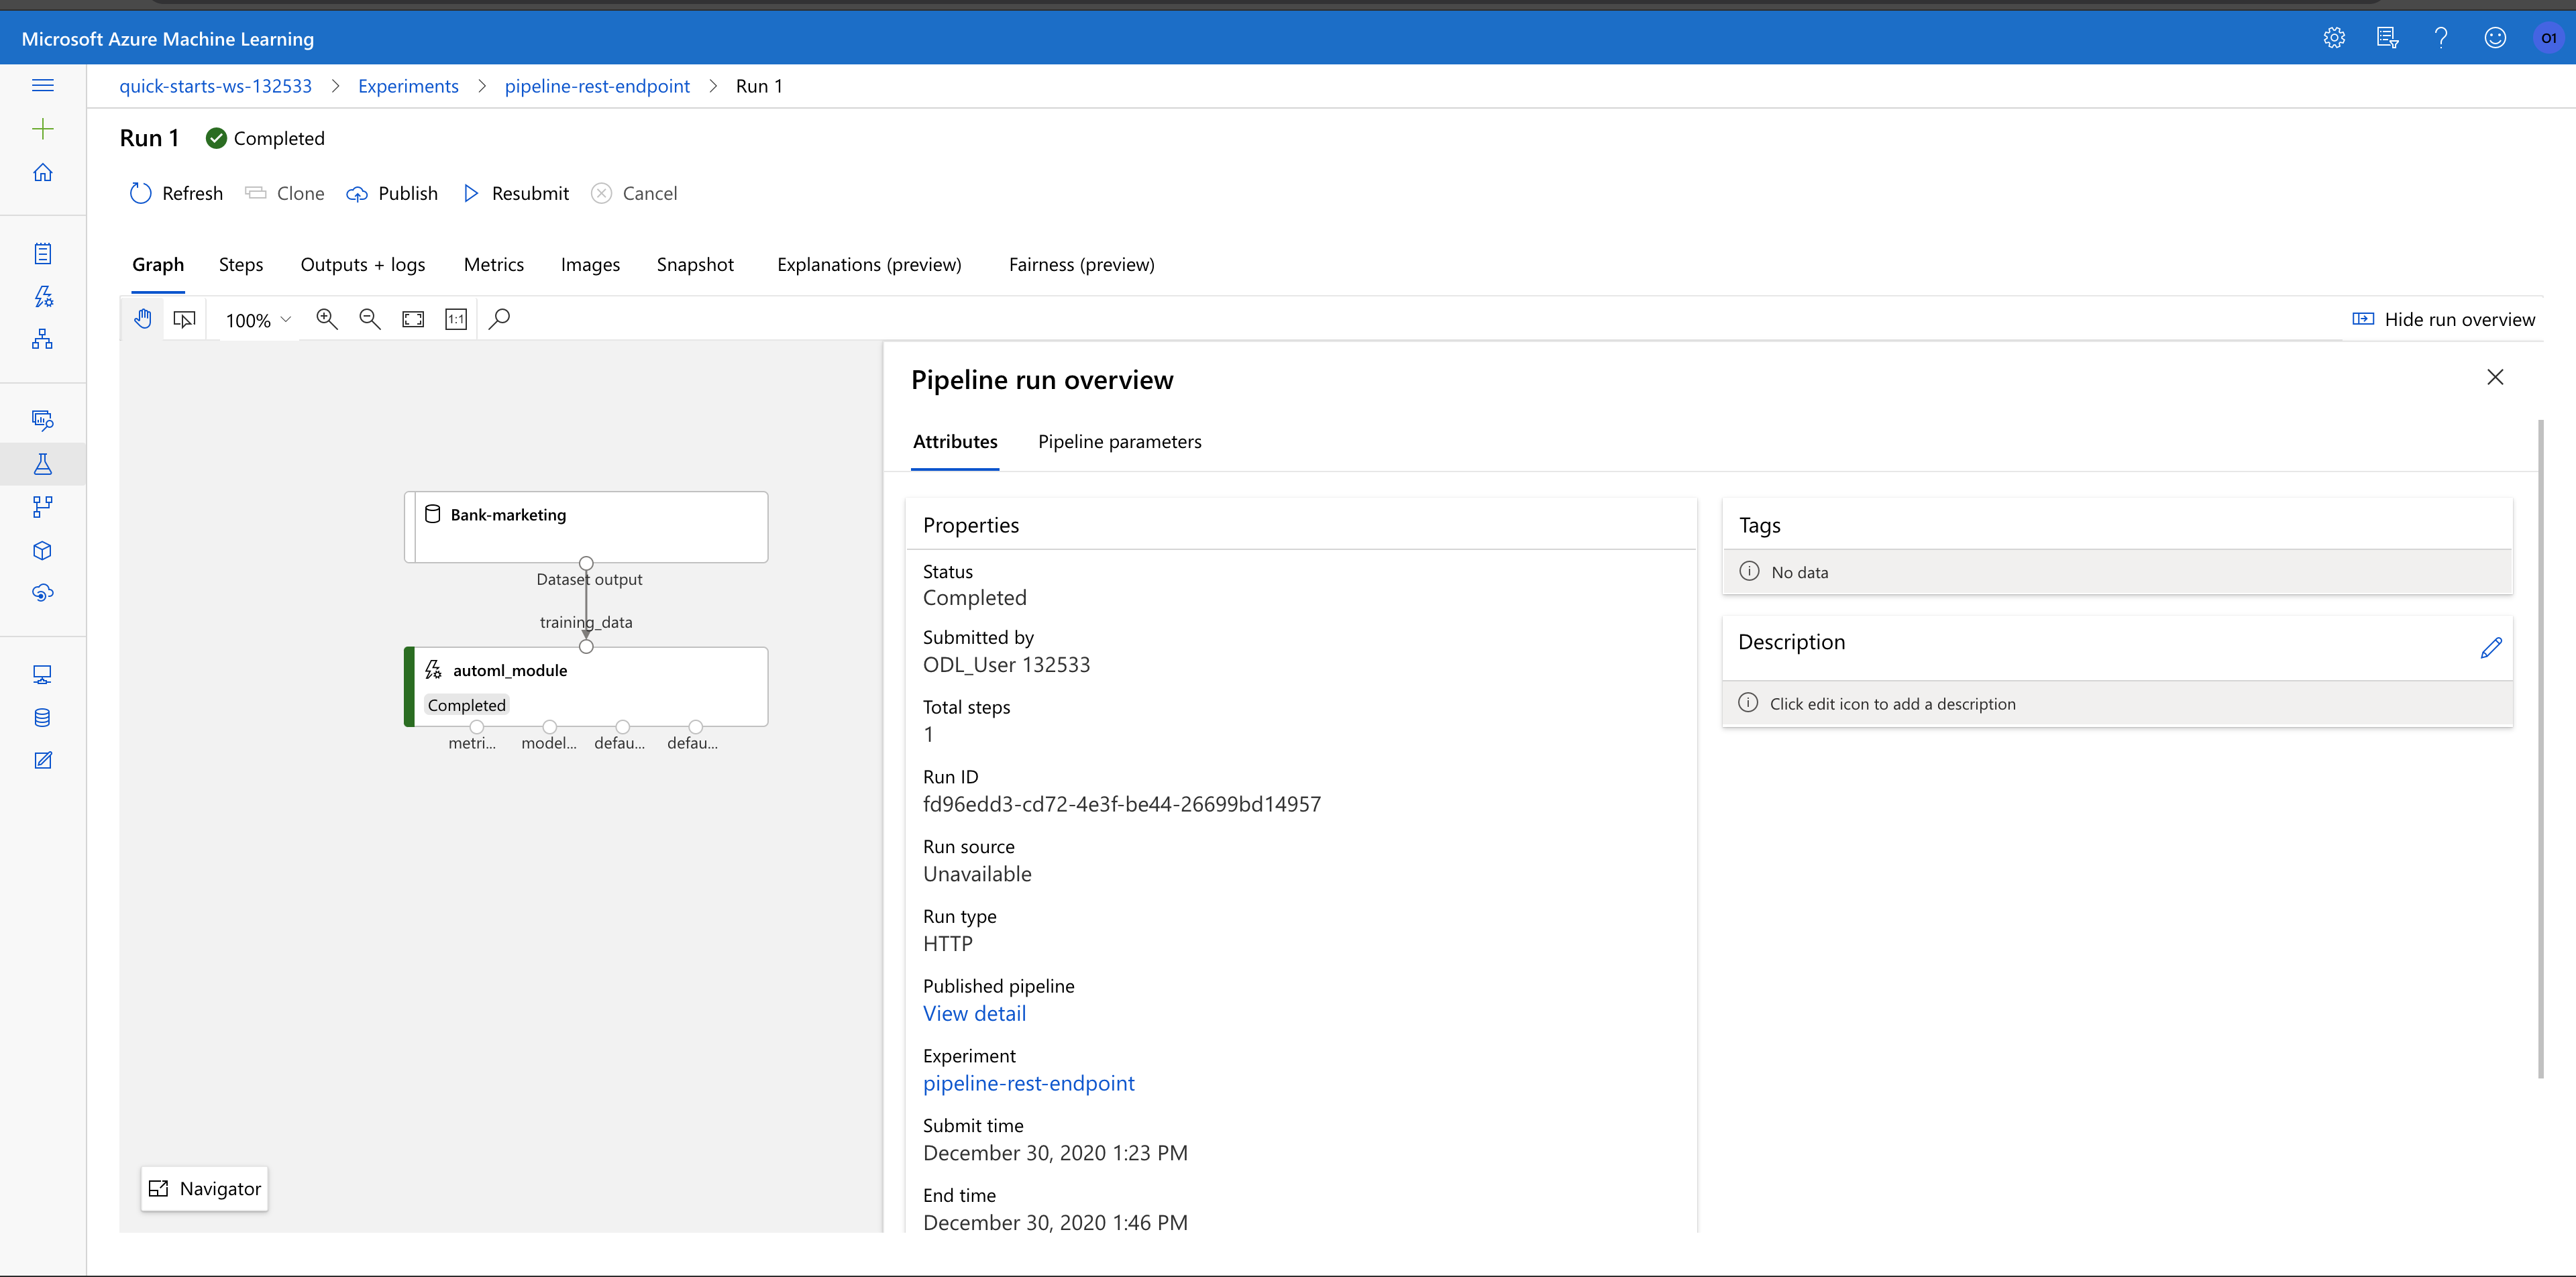 Microsoft Azure Machine Learning
O1
quick-starts-ws-132533 > Experiments > pipeline-rest-endpoint > Run 1
Run 1 Completed
Refresh Clone Publish Resubmit Cancel
Graph Steps Outputs + logs Metrics Images Snapshot Explanations (preview) Fairness (preview)
100% 1:1 Hide run overview
Bank-marketing
Dataset output
training_data
automl_module
Completed
metri... model... defau... defau...
Navigator
Pipeline run overview
Attributes Pipeline parameters
Properties
Status
Completed
Submitted by
ODL_User 132533
Total steps
1
Run ID
fd96edd3-cd72-4e3f-be44-26699bd14957
Run source
Unavailable
Run type
HTTP
Published pipeline
View detail
Experiment
pipeline-rest-endpoint
Submit time
December 30, 2020 1:23 PM
End time
December 30, 2020 1:46 PM
Tags
No data
Description
Click edit icon to add a description